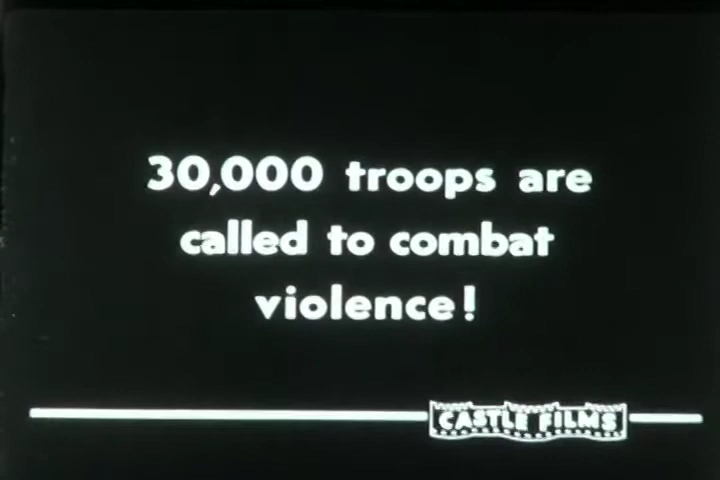 30,000 troops are
called to combat
violence!
CASTLE FILMS